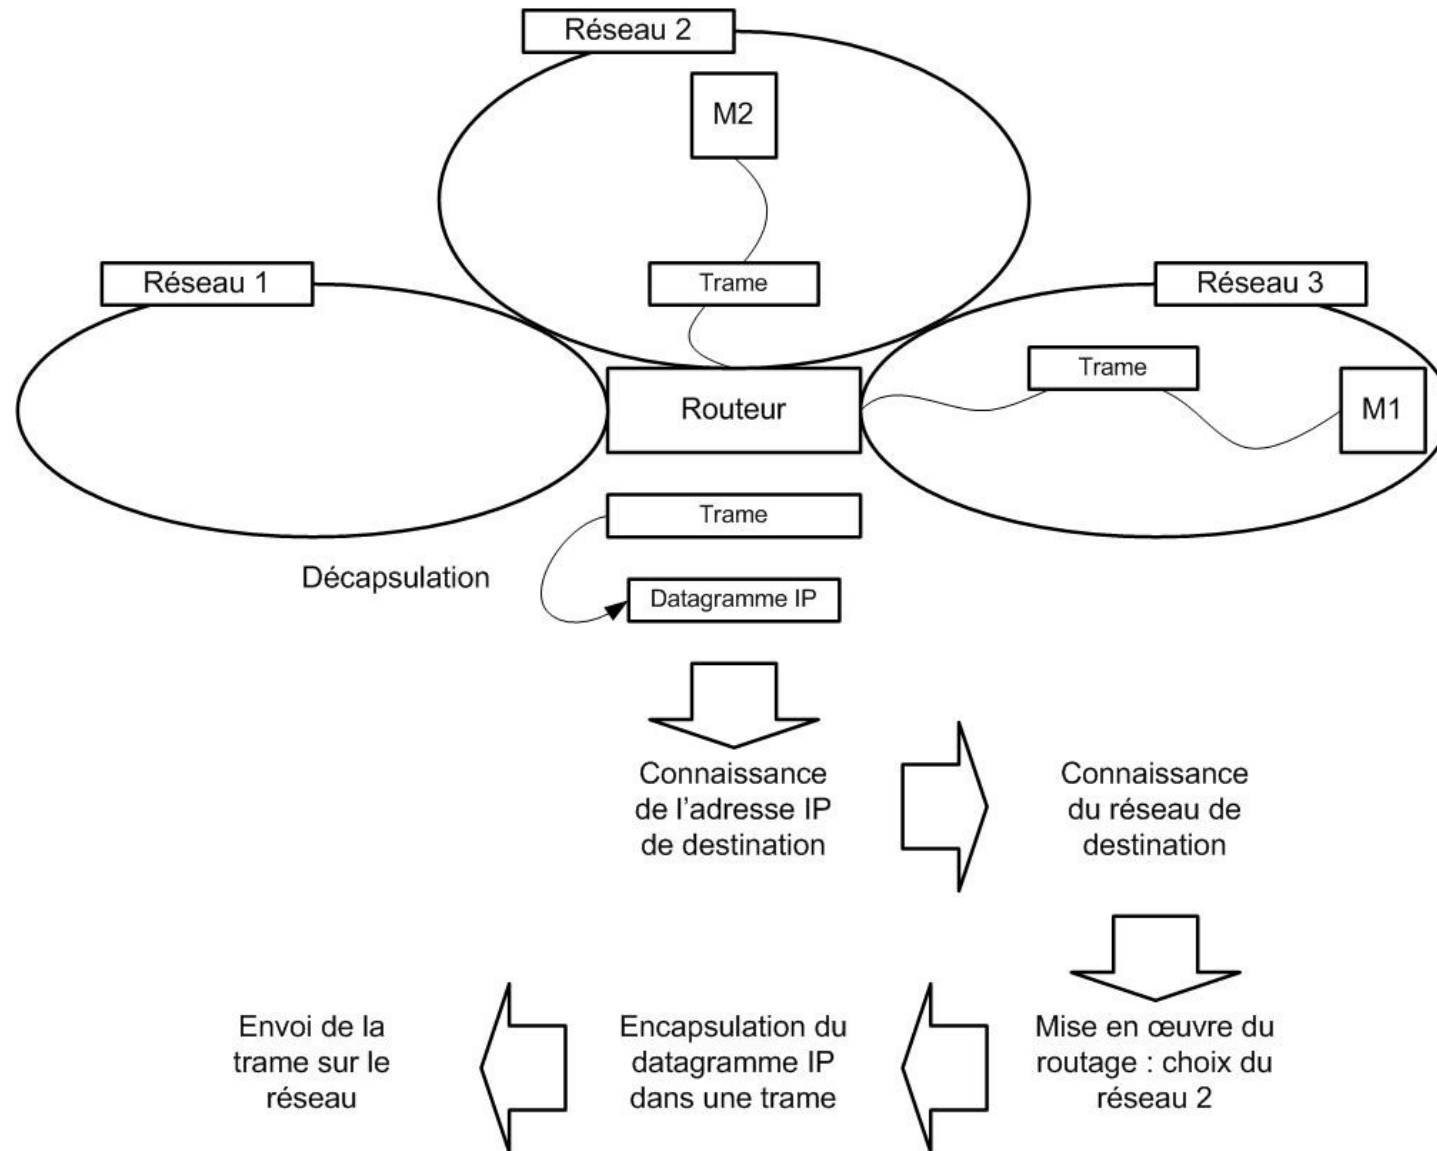 Réseau 2
M2
Réseau 1
Trame
Réseau 3
Trame
Routeur
M1
Trame
Décapsulation
Datagramme IP
Connaissance
de l'adresse IP
de destination
Connaissance
du réseau de
destination
Mise en œuvre du
routage : choix du
réseau 2
Encapsulation du
datagramme IP
dans une trame
Envoi de la
trame sur le
réseau